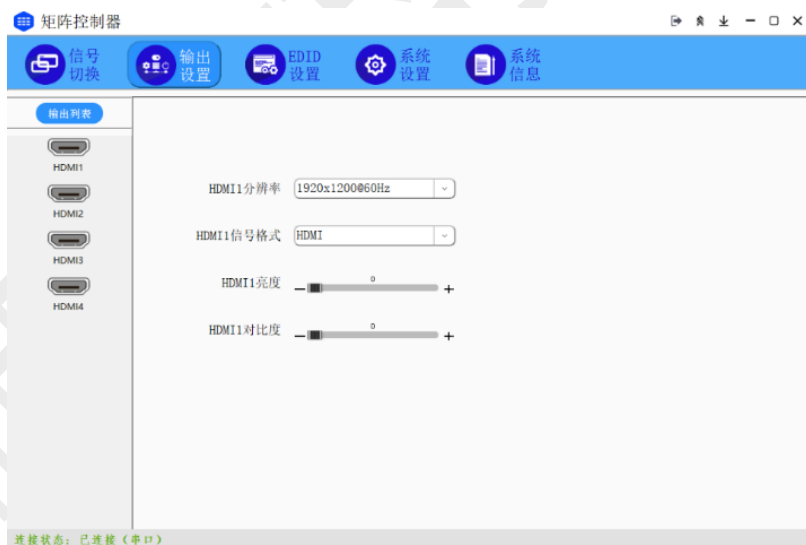 矩阵控制器
信号
切换
输出
设置
EDID
设置
系统
设置
系统
信息
输出列表
HDMI1
HDMI2
HDMI3
HDMI4
HDMI1分辨率 1920x1200@60Hz
HDMI1信号格式 HDMI
HDMI1亮度 0
HDMI1对比度 0
连接状态：已连接（串口）